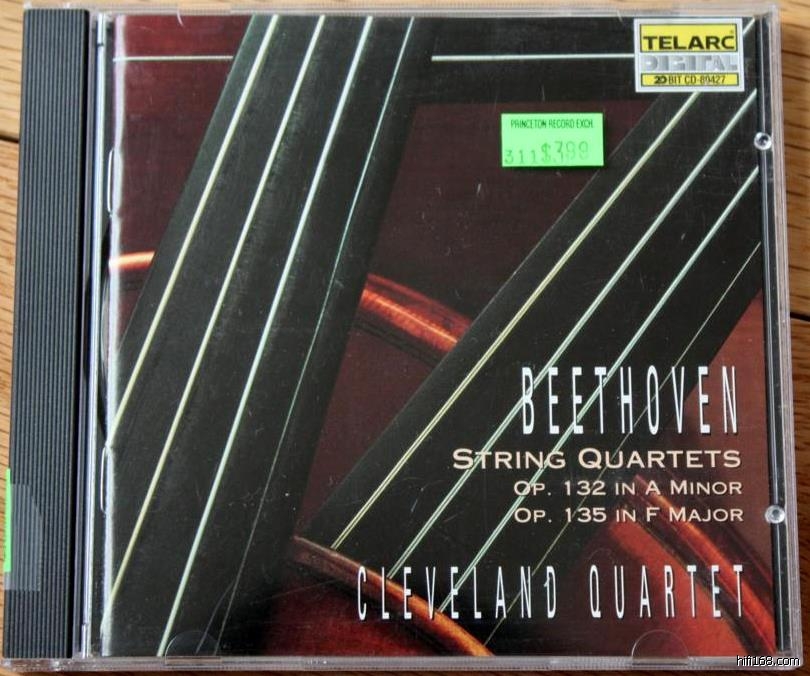 TELARC
DIGITAL
20 BIT CD-80427
PRINCETON RECORD EXCH.
311 $3.99
BEETHOVEN
STRING QUARTETS
OP. 132 IN A MINOR
OP. 135 IN F MAJOR
CLEVELAND QUARTET
hifi168.com